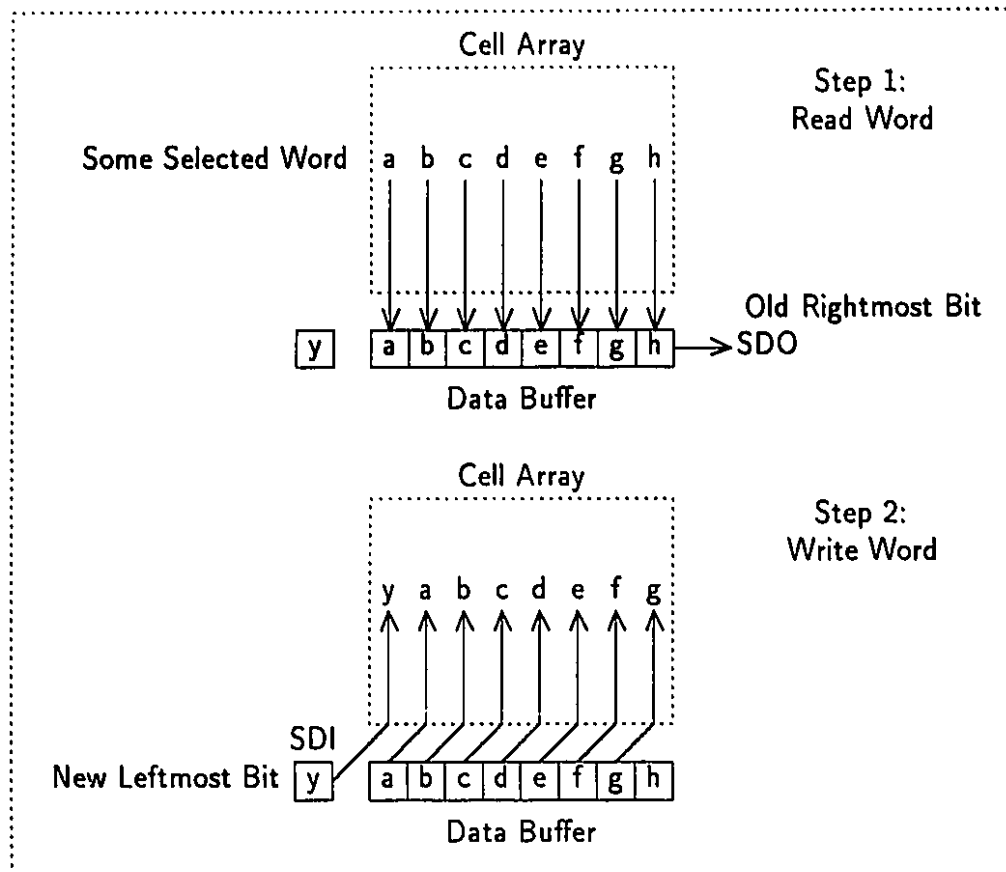 Cell Array
Step 1:
Read Word
Some Selected Word a b c d e f g h
Old Rightmost Bit
y a b c d e f g h SDO
Data Buffer
Cell Array
Step 2:
Write Word
y a b c d e f g
SDI
New Leftmost Bit y a b c d e f g h
Data Buffer